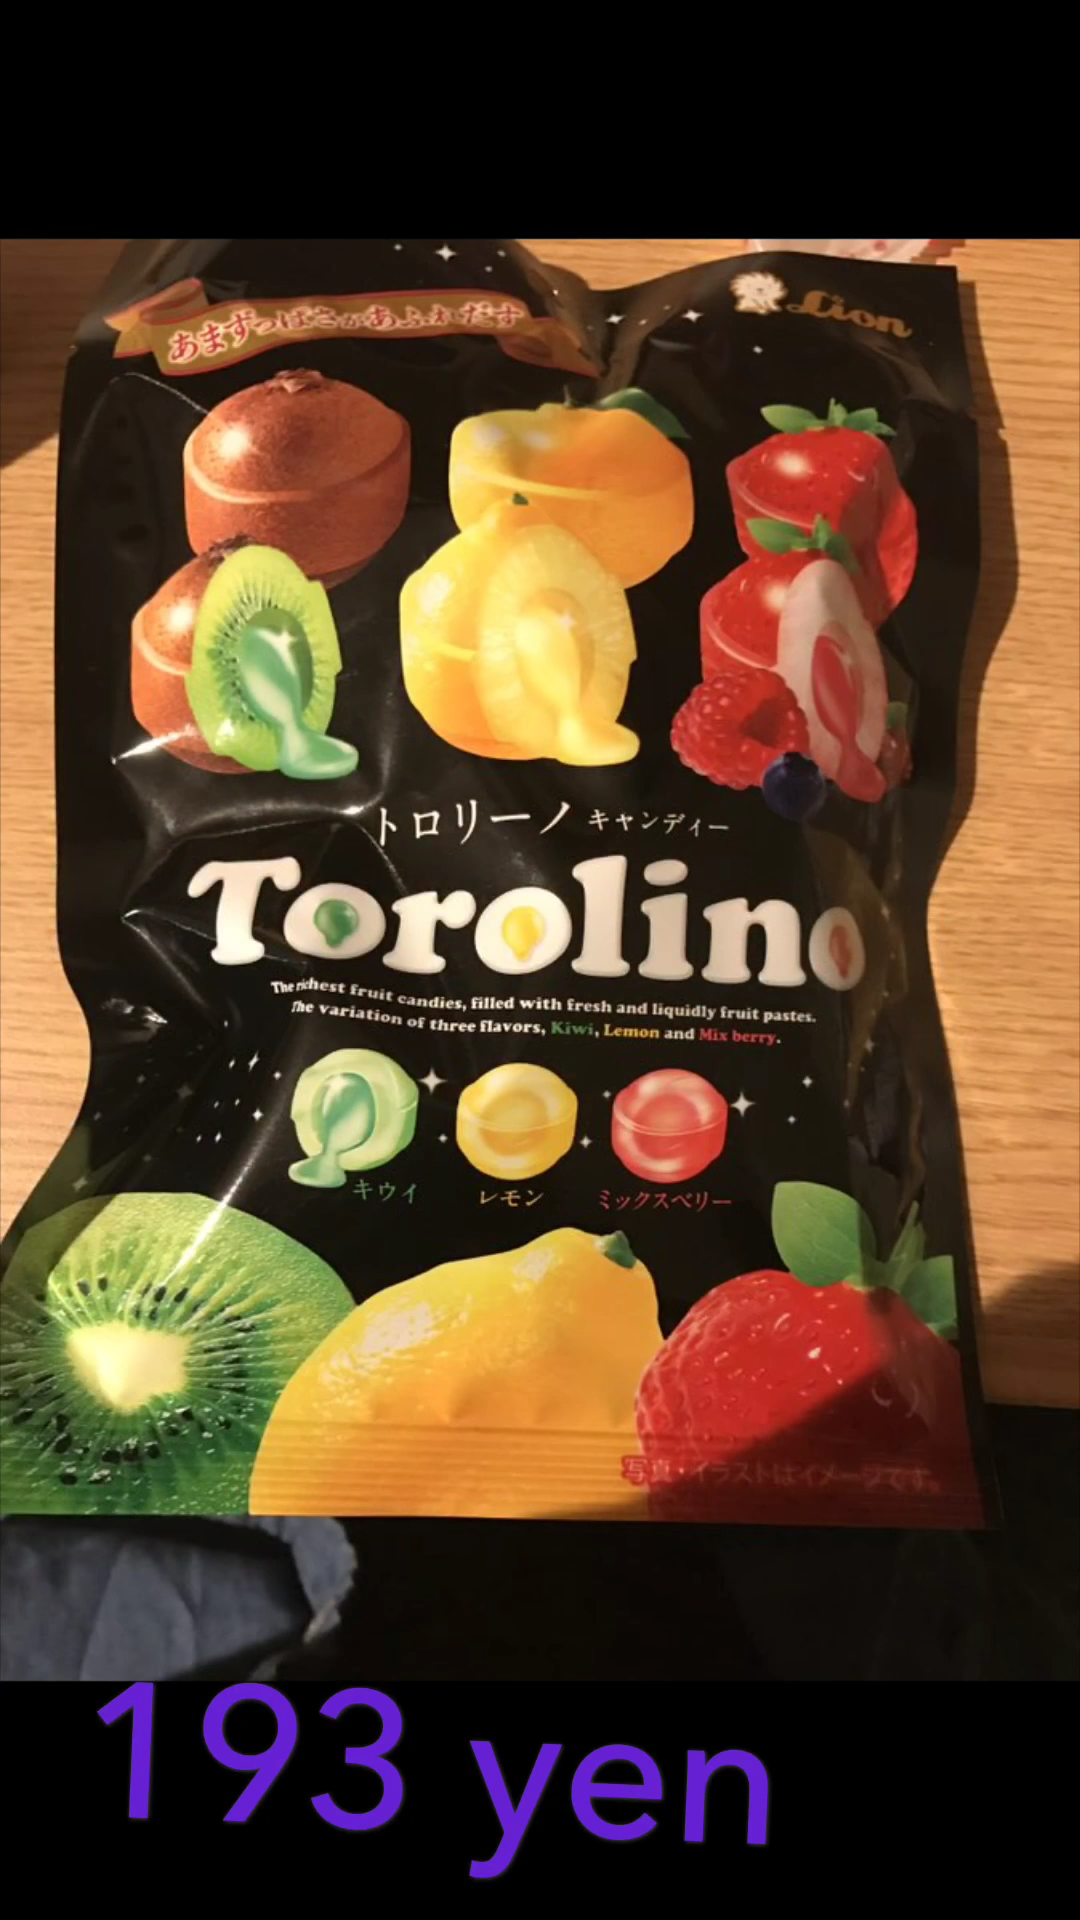 あまずっぱさがあふれだす
Lion
トロリーノ キャンディー
Torolino
The richest fruit candies, filled with fresh and liquidly fruit pastes.
The variation of three flavors, Kiwi, Lemon and Mix berry.
キウイ
レモン
ミックスベリー
写真・イラストはイメージです。
193 yen